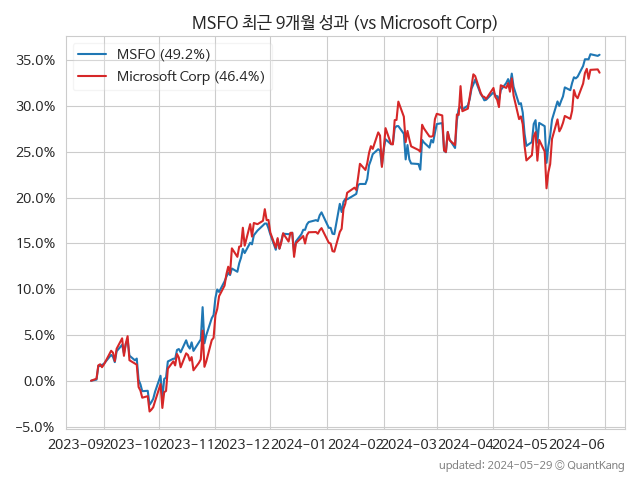 MSFO 최근 9개월 성과 (vs Microsoft Corp)
MSFO (49.2%)
Microsoft Corp (46.4%)
35.0%
30.0%
25.0%
20.0%
15.0%
10.0%
5.0%
0.0%
−5.0%
2023-09 2023-10 2023-11 2023-12 2024-01 2024-02 2024-03 2024-04 2024-05 2024-06
updated: 2024-05-29 ⓒ QuantKang